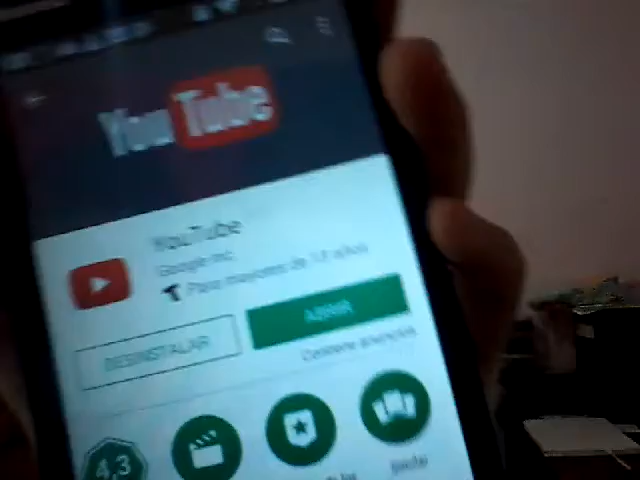 YouTube
YouTube
Google Inc.
Para mayores de 12 años
DESINSTALAR
ABRIR
Contiene anuncios
4,3